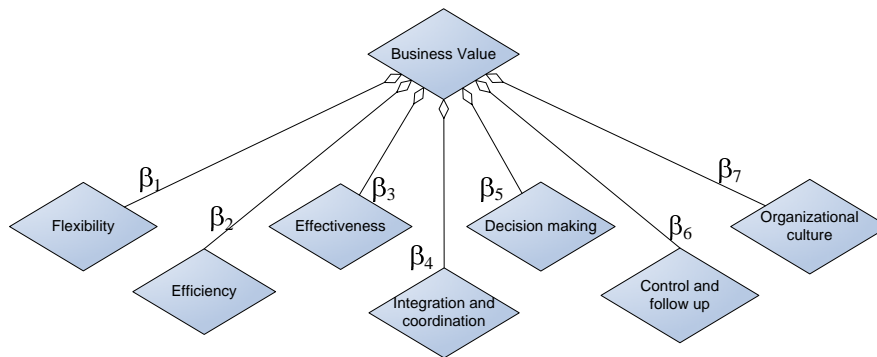 Business Value
β1
β2
β3
β4
β5
β6
β7
Flexibility
Efficiency
Effectiveness
Integration and
coordination
Decision making
Control and
follow up
Organizational
culture